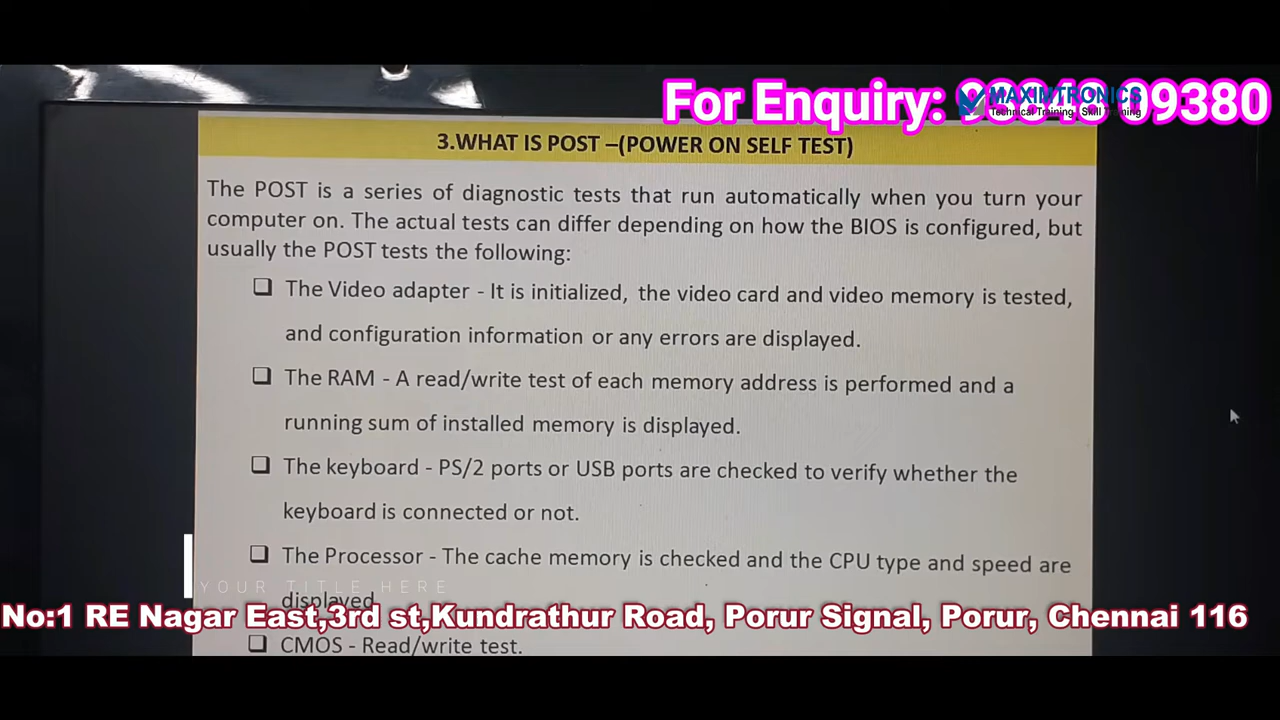 For Enquiry: 09380
MAXIMTRONICS
Technical Training | Skill Training
3.WHAT IS POST –(POWER ON SELF TEST)
The POST is a series of diagnostic tests that run automatically when you turn your
computer on. The actual tests can differ depending on how the BIOS is configured, but
usually the POST tests the following:
❑ The Video adapter - It is initialized, the video card and video memory is tested,
and configuration information or any errors are displayed.
❑ The RAM - A read/write test of each memory address is performed and a
running sum of installed memory is displayed.
❑ The keyboard - PS/2 ports or USB ports are checked to verify whether the
keyboard is connected or not.
❑ The Processor - The cache memory is checked and the CPU type and speed are
YOUR TITLE HERE
displayed
No:1 RE Nagar East,3rd st,Kundrathur Road, Porur Signal, Porur, Chennai 116
❑ CMOS - Read/write test.